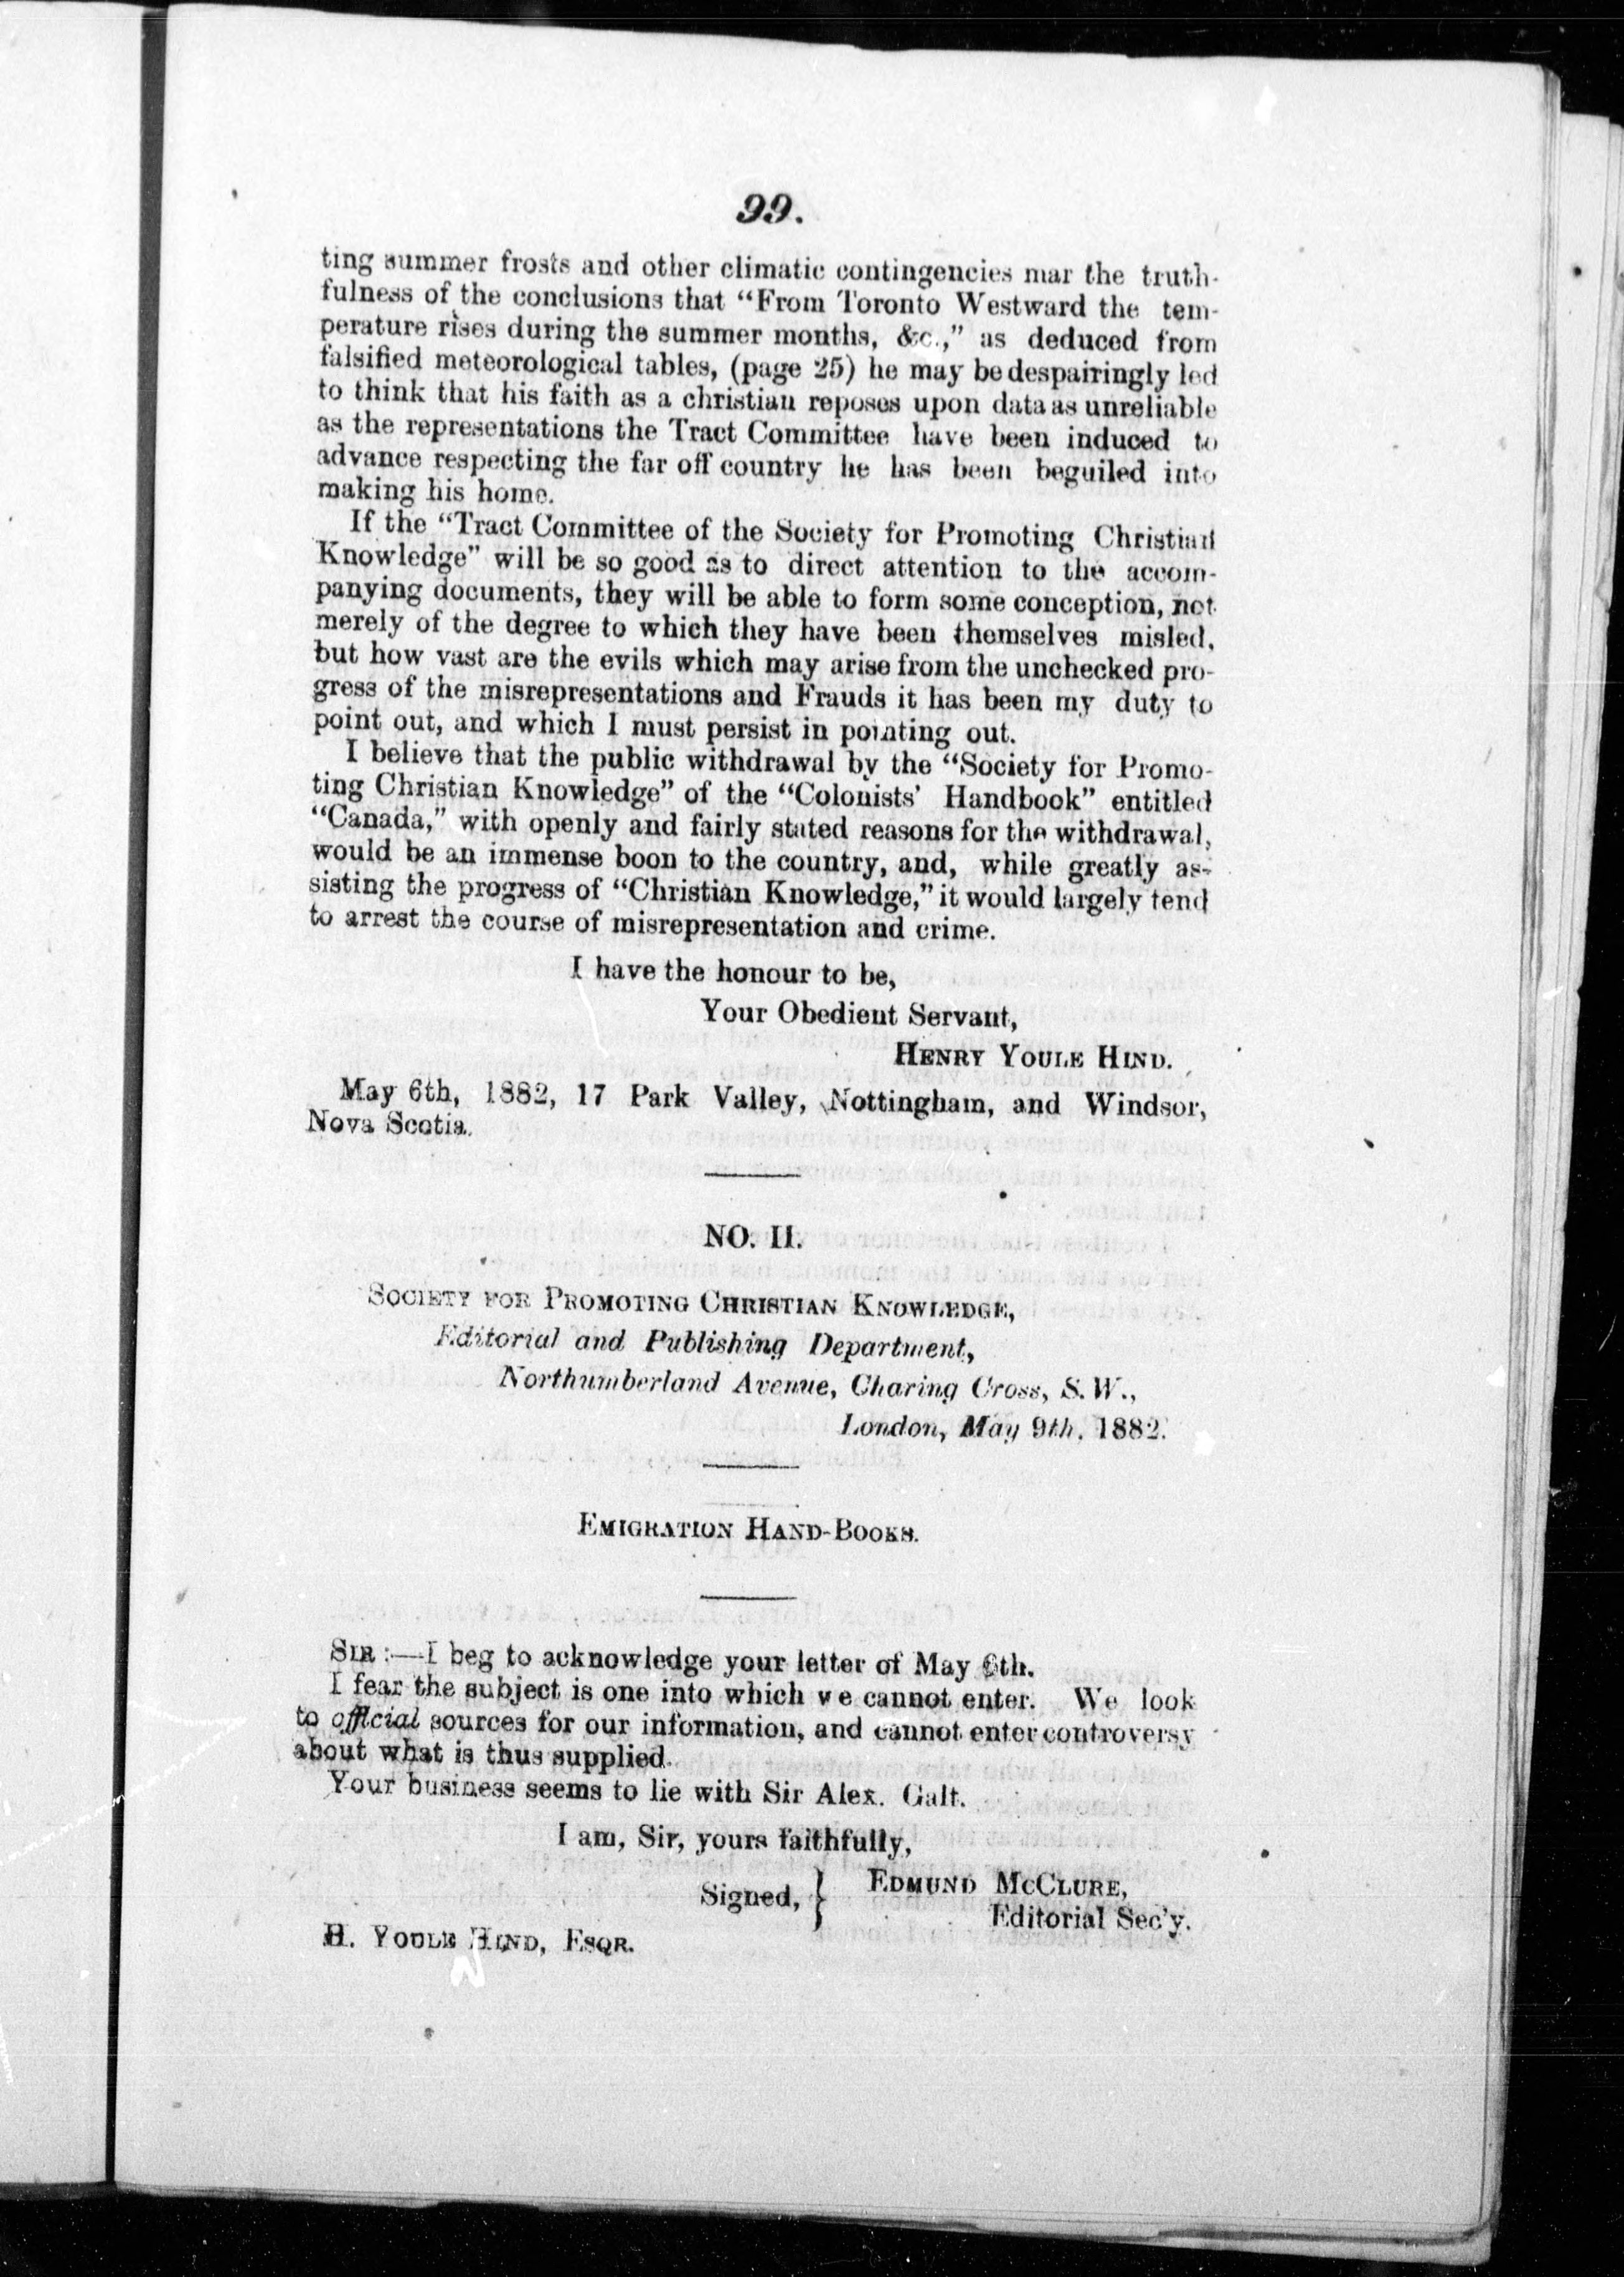 99.
ting summer frosts and other climatic contingencies mar the truth-
fulness of the conclusions that “From Toronto Westward the tem-
perature rises during the summer months, &c.,” as deduced from
falsified meteorological tables, (page 25) he may be despairingly led
to think that his faith as a christian reposes upon data as unreliable
as the representations the Tract Committee have been induced to
advance respecting the far off country he has been beguiled into
making his home.
If the “Tract Committee of the Society for Promoting Christian
Knowledge” will be so good as to direct attention to the accom-
panying documents, they will be able to form some conception, not
merely of the degree to which they have been themselves misled,
but how vast are the evils which may arise from the unchecked pro-
gress of the misrepresentations and Frauds it has been my duty to
point out, and which I must persist in pointing out.
I believe that the public withdrawal by the “Society for Promo-
ting Christian Knowledge” of the “Colonists’ Handbook” entitled
“Canada,” with openly and fairly stated reasons for the withdrawal,
would be an immense boon to the country, and, while greatly as-
sisting the progress of “Christian Knowledge,” it would largely tend
to arrest the course of misrepresentation and crime.
I have the honour to be,
Your Obedient Servant,
HENRY YOULE HIND.
May 6th, 1882, 17 Park Valley, Nottingham, and Windsor,
Nova Scotia.
NO. II.
SOCIETY FOR PROMOTING CHRISTIAN KNOWLEDGE,
Editorial and Publishing Department,
Northumberland Avenue, Charing Cross, S. W.,
London, May 9th, 1882.
EMIGRATION HAND-BOOKS.
SIR :—I beg to acknowledge your letter of May 6th.
I fear the subject is one into which we cannot enter. We look
to official sources for our information, and cannot enter controversy
about what is thus supplied.
Your business seems to lie with Sir Alex. Galt.
I am, Sir, yours faithfully,
Signed, } EDMUND MCCLURE,
Editorial Sec’y.
H. YOULE HIND, ESQR.